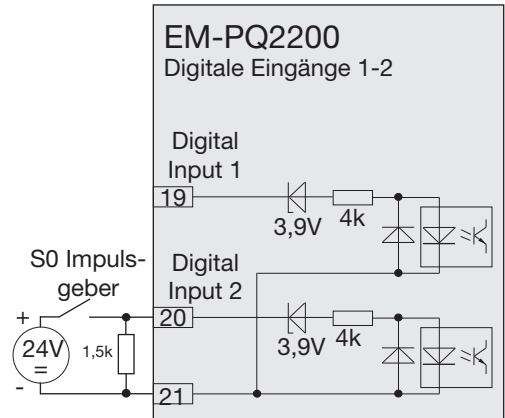 EM-PQ2200
Digitale Eingänge 1-2
Digital
Input 1
19
3,9V
4k
S0 Impuls-
geber
Digital
Input 2
+
20
3,9V
4k
24V
=
1,5k
-
21